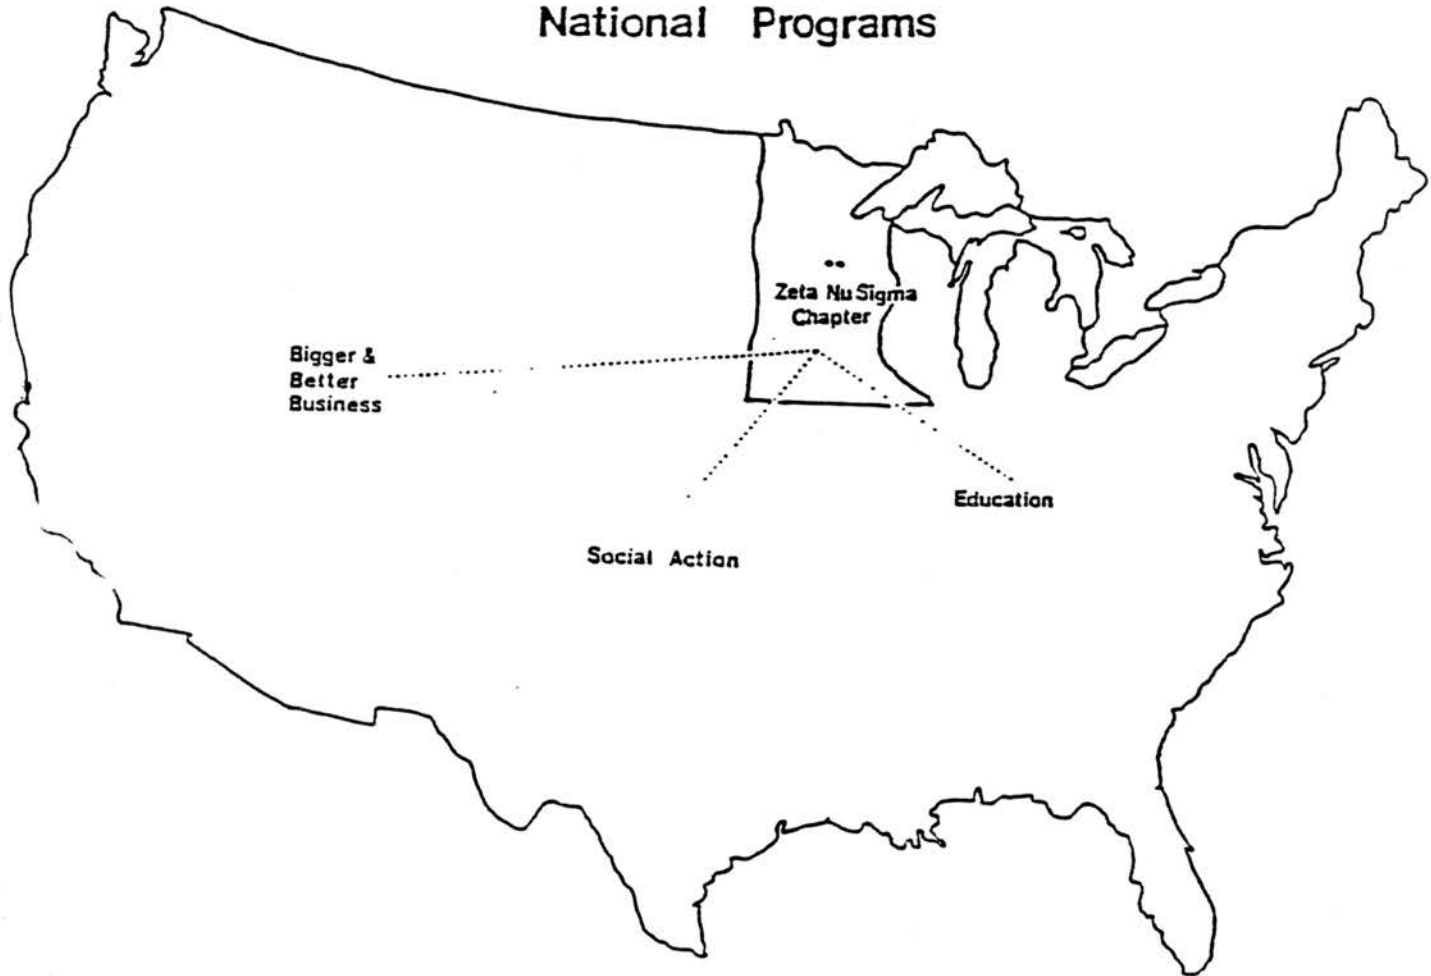 National Programs
Zeta Nu Sigma
Chapter
Bigger &
Better
Business
Education
Social Action